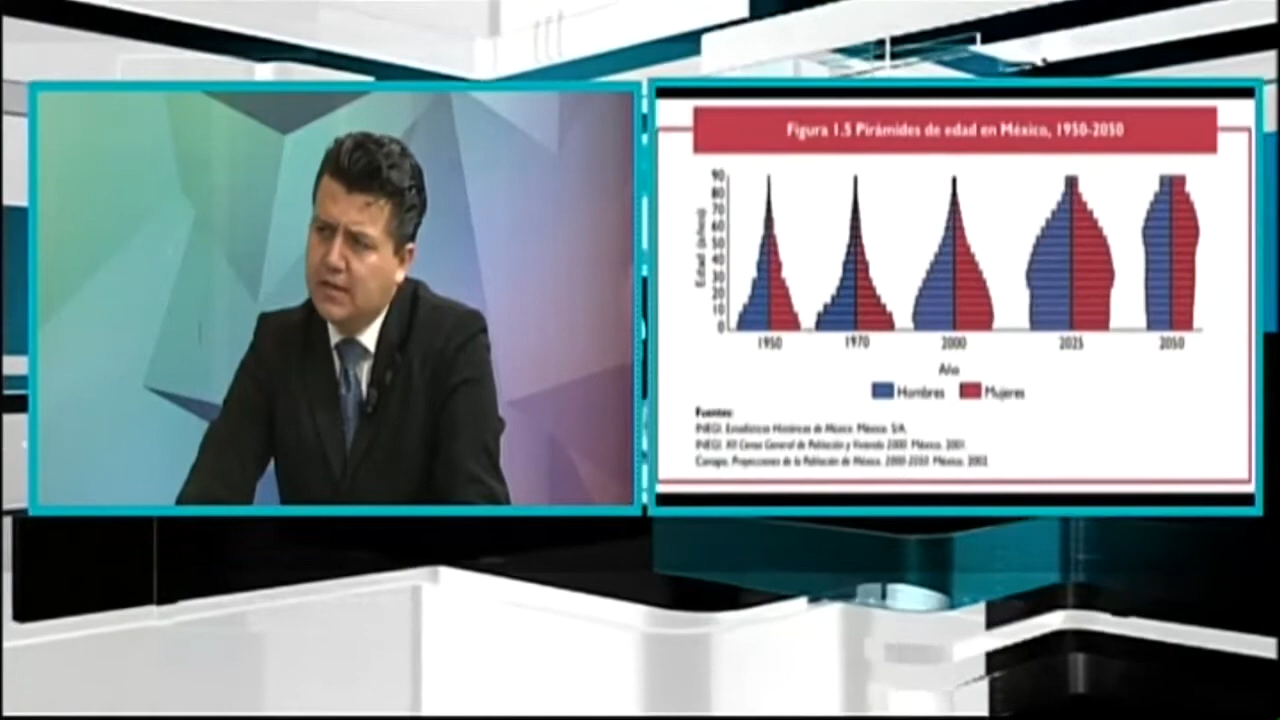 Figura 1.5 Pirámides de edad en México, 1950-2050
Edad (años)
90
80
70
60
50
40
30
20
10
0
1950 1970 2000 2025 2050
Año
Hombres Mujeres
Fuentes:
INEGI. Estadísticas Históricas de México. México. S/A.
INEGI. XII Censo General de Población y Vivienda 2000. México, 2001.
Conapo, Proyecciones de la Población de México, 2000-2050. México, 2002.